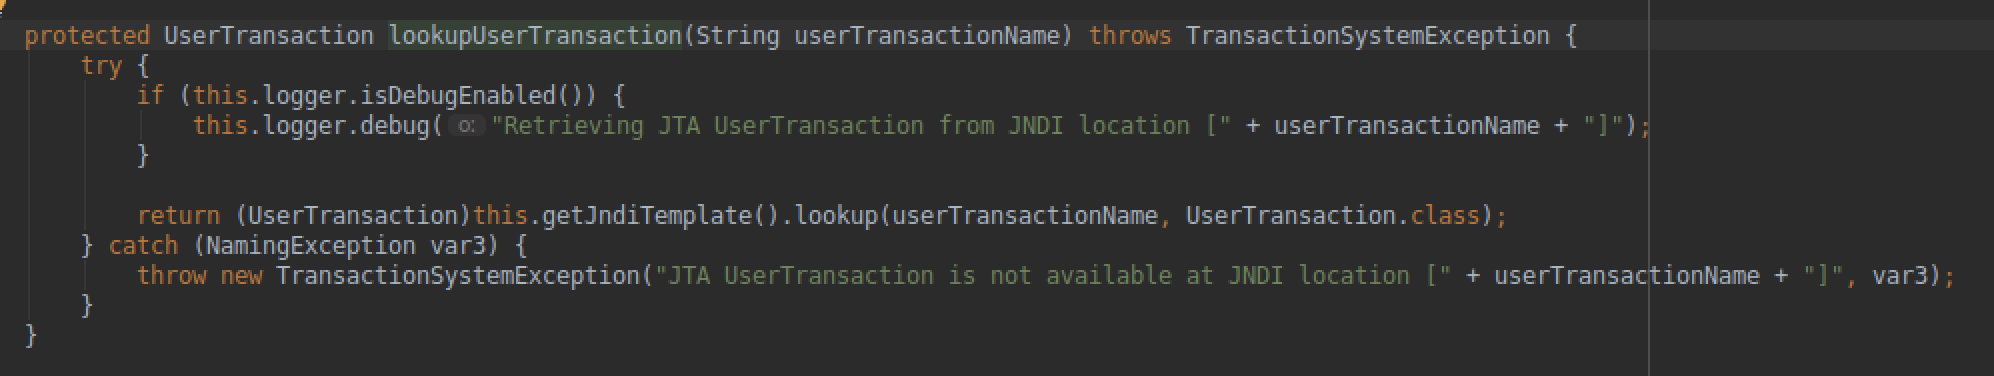 protected UserTransaction lookupUserTransaction(String userTransactionName) throws TransactionSystemException {
    try {
        if (this.logger.isDebugEnabled()) {
            this.logger.debug( o: "Retrieving JTA UserTransaction from JNDI location [" + userTransactionName + "]");
        }

        return (UserTransaction)this.getJndiTemplate().lookup(userTransactionName, UserTransaction.class);
    } catch (NamingException var3) {
        throw new TransactionSystemException("JTA UserTransaction is not available at JNDI location [" + userTransactionName + "]", var3);
    }
}